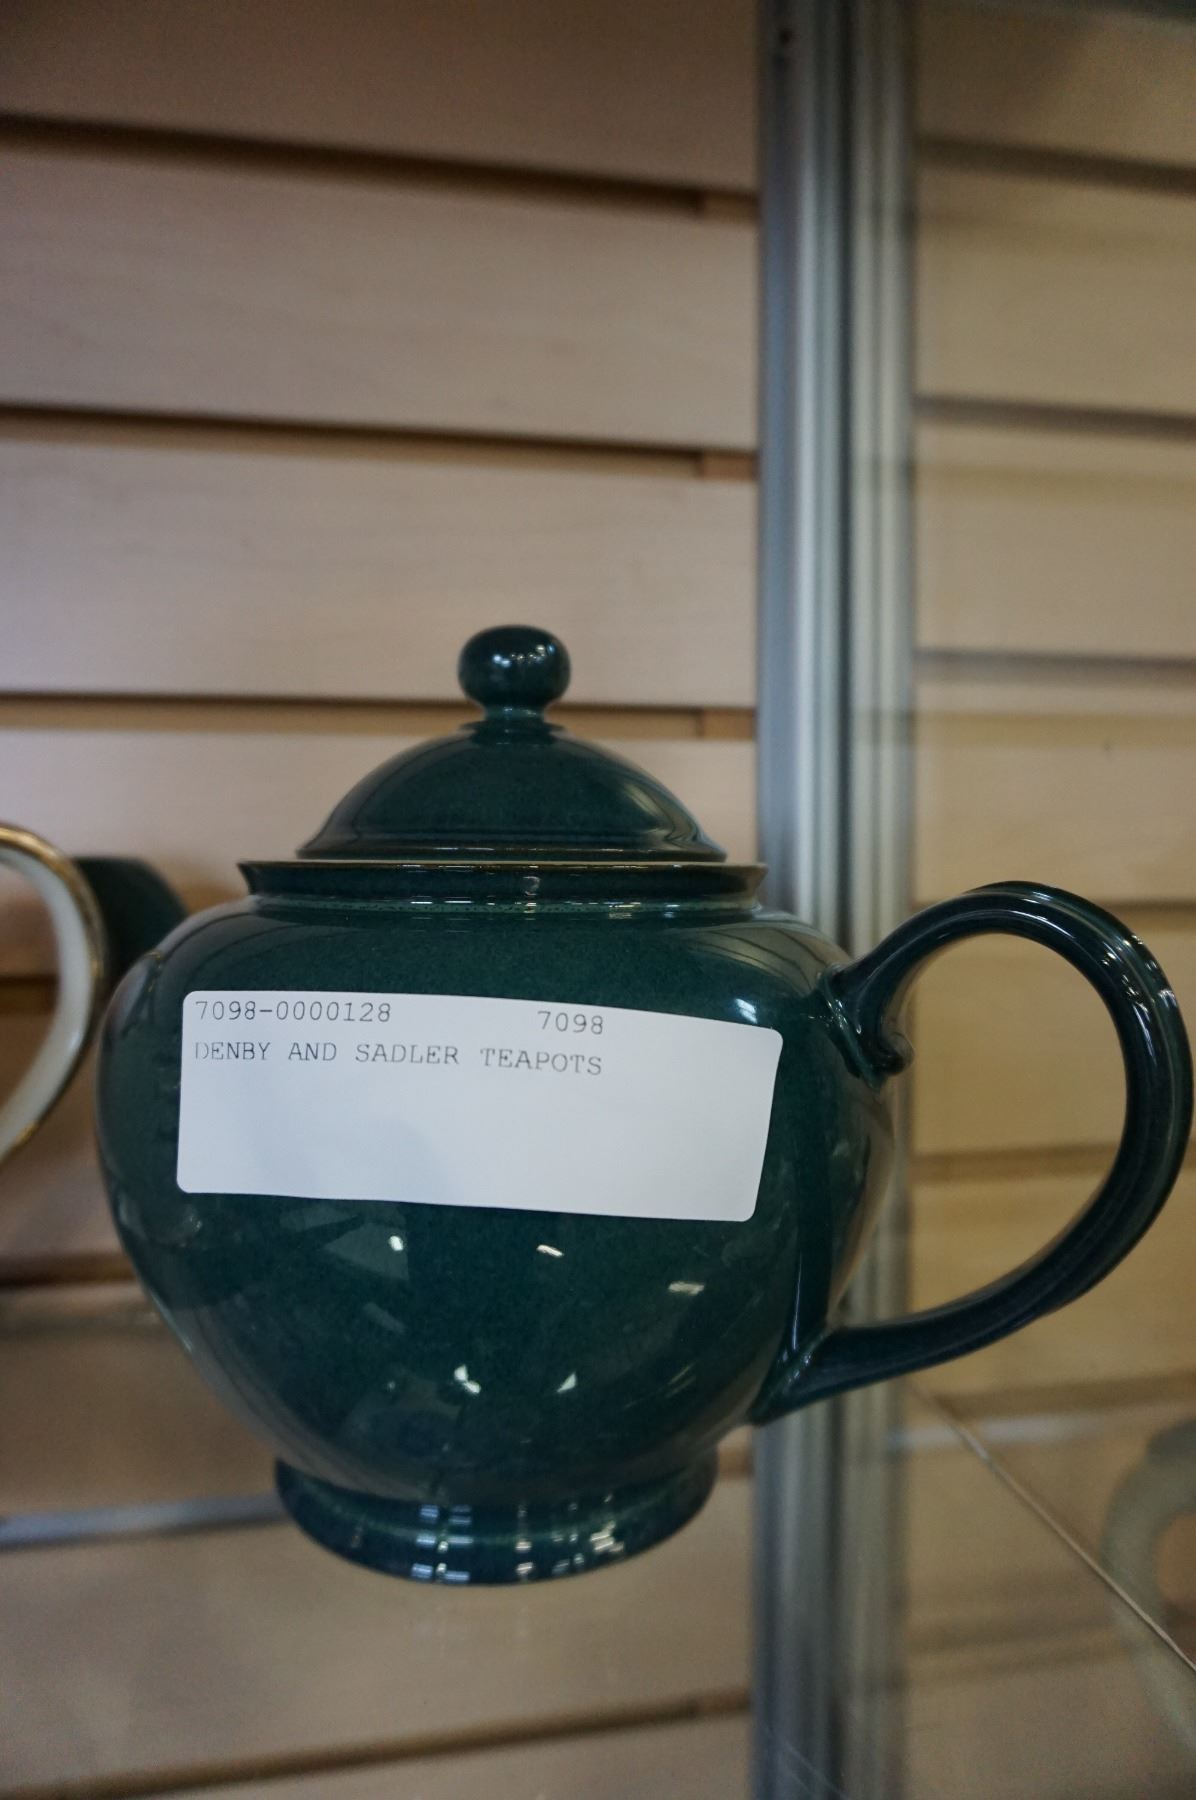 7098-0000128 7098
DENBY AND SADLER TEAPOTS